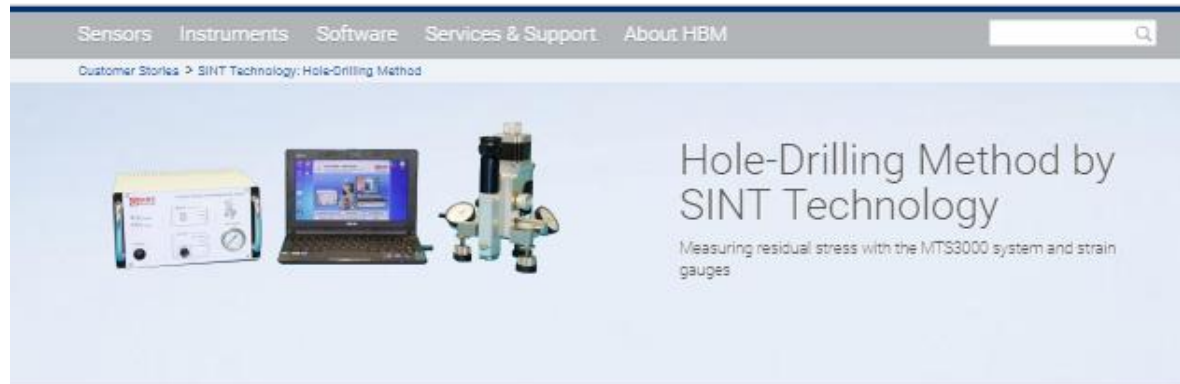 Sensors Instruments Software Services & Support About HBM
Customer Stories > SINT Technology: Hole-Drilling Method
Hole-Drilling Method by
SINT Technology
Measuring residual stress with the MTS3000 system and strain
gauges